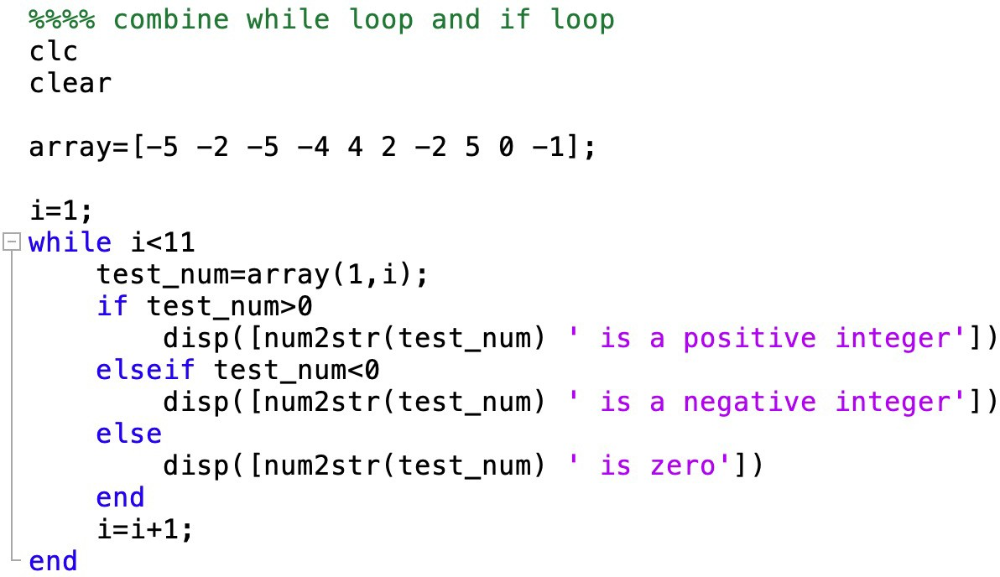 %%%% combine while loop and if loop
clc
clear
array=[-5 -2 -5 -4 4 2 -2 5 0 -1];
i=1;
while i<11
test_num=array(1,i);
if test_num>0
disp([num2str(test_num) ' is a positive integer'])
elseif test_num<0
disp([num2str(test_num) ' is a negative integer'])
else
disp([num2str(test_num) ' is zero'])
end
i=i+1;
end